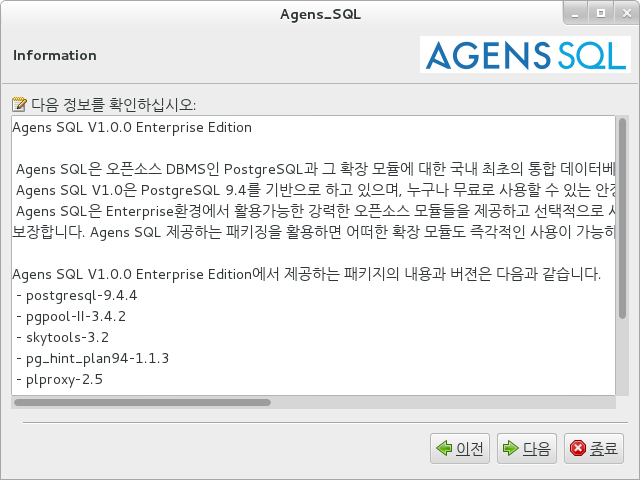 Agens_SQL
Information
AGENS SQL
다음 정보를 확인하십시오:
Agens SQL V1.0.0 Enterprise Edition
Agens SQL은 오픈소스 DBMS인 PostgreSQL과 그 확장 모듈에 대한 국내 최초의 통합 데이터베
Agens SQL V1.0은 PostgreSQL 9.4를 기반으로 하고 있으며, 누구나 무료로 사용할 수 있는 안정
Agens SQL은 Enterprise환경에서 활용가능한 강력한 오픈소스 모듈들을 제공하고 선택적으로
보장합니다. Agens SQL 제공하는 패키징을 활용하면 어떠한 확장 모듈도 즉각적인 사용이 가능하
Agens SQL V1.0.0 Enterprise Edition에서 제공하는 패키지의 내용과 버젼은 다음과 같습니다.
- postgresql-9.4.4
- pgpool-II-3.4.2
- skytools-3.2
- pg_hint_plan94-1.1.3
- plproxy-2.5
이전
다음
종료